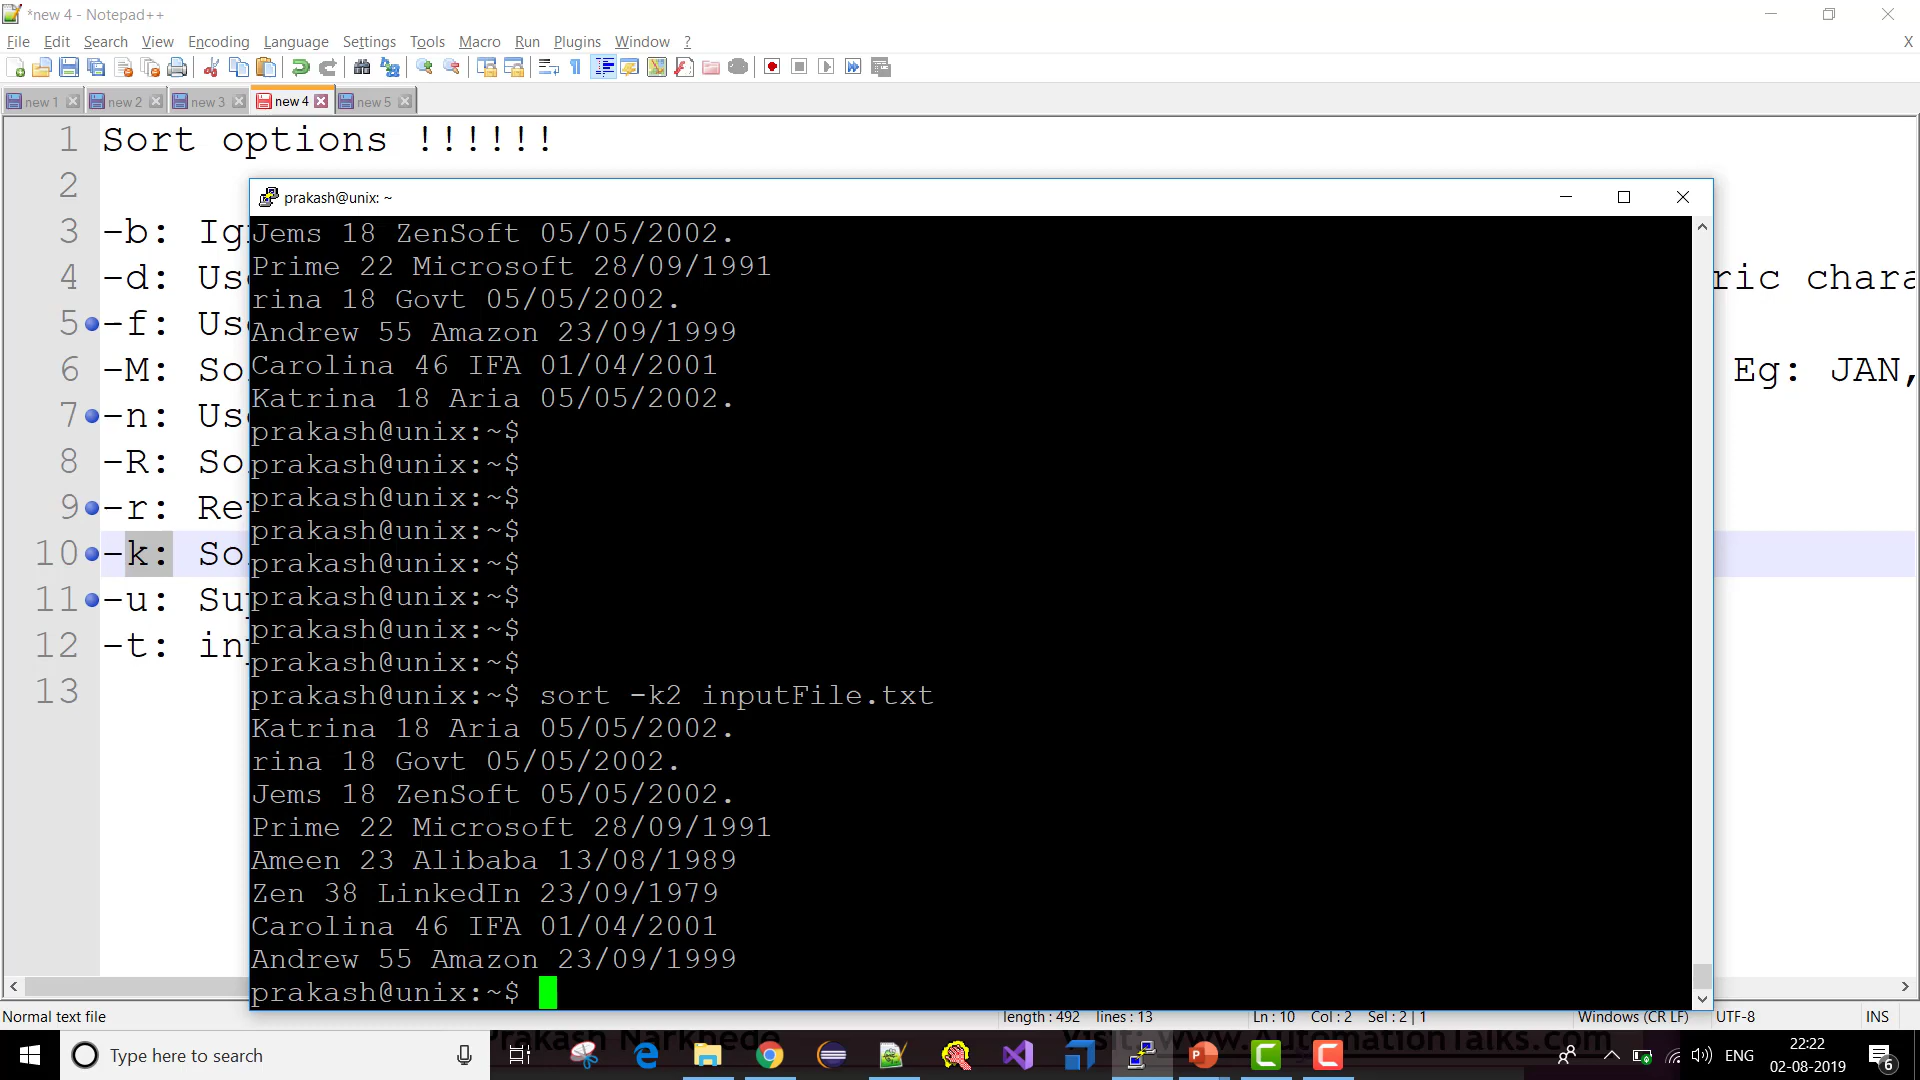 *new 4 - Notepad++
File Edit Search View Encoding Language Settings Tools Macro Run Plugins Window ?
X
new 1 new 2 new 3 new 4 new 5
1 Sort options !!!!!!
2
3 -b: Ig
4 -d: Us ric chara
5 -f: Us
6 -M: So Eg: JAN,
7 -n: Us
8 -R: So
9 -r: Re
10 -k: So
11 -u: Su
12 -t: in
13
prakash@unix: ~
Jems 18 ZenSoft 05/05/2002.
Prime 22 Microsoft 28/09/1991
rina 18 Govt 05/05/2002.
Andrew 55 Amazon 23/09/1999
Carolina 46 IFA 01/04/2001
Katrina 18 Aria 05/05/2002.
prakash@unix:~$
prakash@unix:~$
prakash@unix:~$
prakash@unix:~$
prakash@unix:~$
prakash@unix:~$
prakash@unix:~$
prakash@unix:~$
prakash@unix:~$ sort -k2 inputFile.txt
Katrina 18 Aria 05/05/2002.
rina 18 Govt 05/05/2002.
Jems 18 ZenSoft 05/05/2002.
Prime 22 Microsoft 28/09/1991
Ameen 23 Alibaba 13/08/1989
Zen 38 LinkedIn 23/09/1979
Carolina 46 IFA 01/04/2001
Andrew 55 Amazon 23/09/1999
prakash@unix:~$
Normal text file length : 492 lines : 13 Ln : 10 Col : 2 Sel : 2 | 1 Windows (CR LF) UTF-8 INS
Prakash Narkhede Visit: www.AutomationTalks.com
Type here to search
ENG
22:22
02-08-2019
6